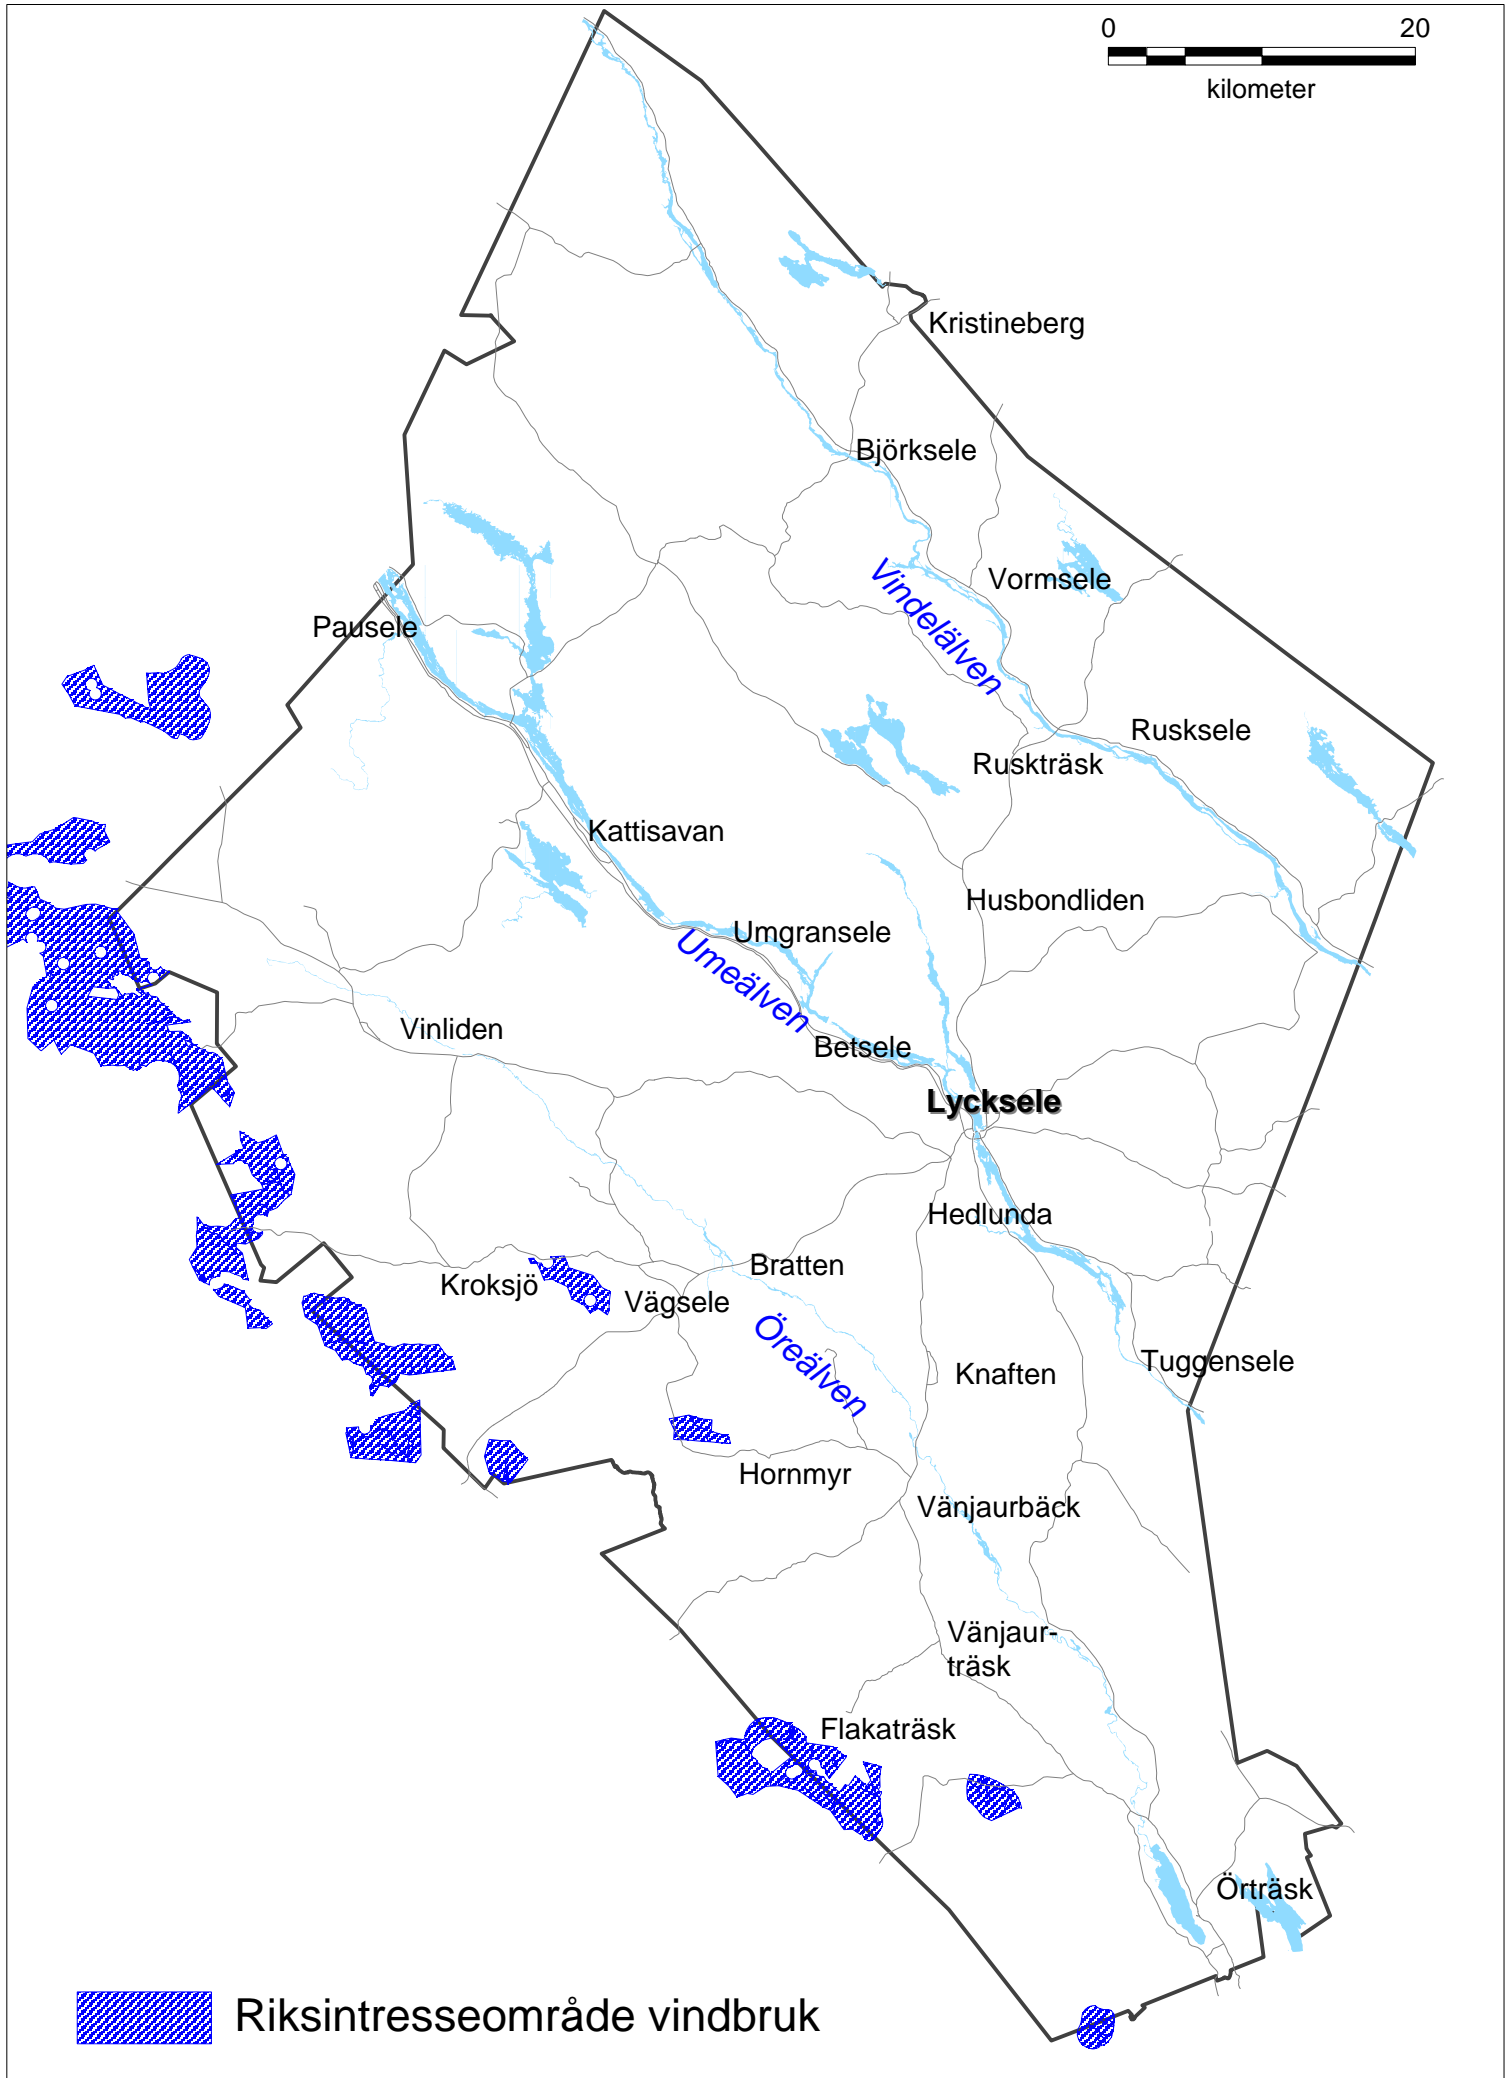 0 20
kilometer
Kristineberg
Björksele
Vormsele
Vindelälven
Pausele
Rusksele
Ruskträsk
Kattisavan
Husbondliden
Umgransele
Umeälven
Vinliden
Betsele
Lycksele
Hedlunda
Bratten
Kroksjö
Vägsele
Öreälven
Tuggensele
Knaften
Hornmyr
Vänjaurbäck
Vänjaur-
träsk
Flakaträsk
Örträsk
Riksintresseområde vindbruk